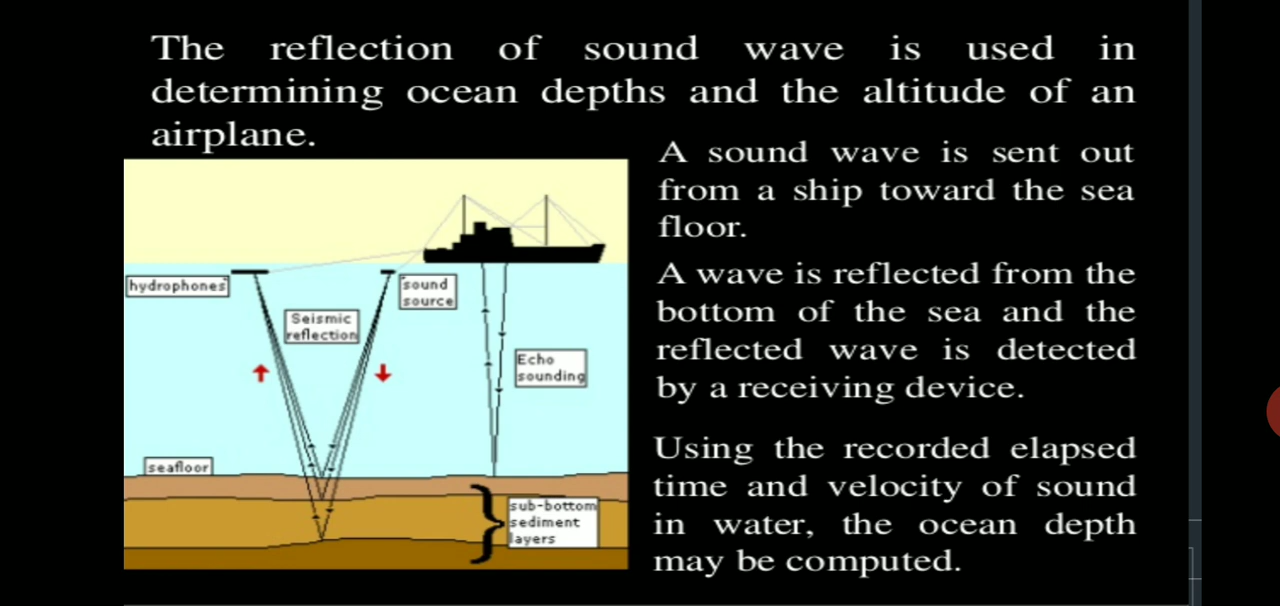 The reflection of sound wave is used in
determining ocean depths and the altitude of an
airplane.
A sound wave is sent out
from a ship toward the sea
floor.
A wave is reflected from the
bottom of the sea and the
reflected wave is detected
by a receiving device.
Using the recorded elapsed
time and velocity of sound
in water, the ocean depth
may be computed.
hydrophones
sound
source
Seismic
reflection
Echo
sounding
seafloor
sub-bottom
sediment
layers